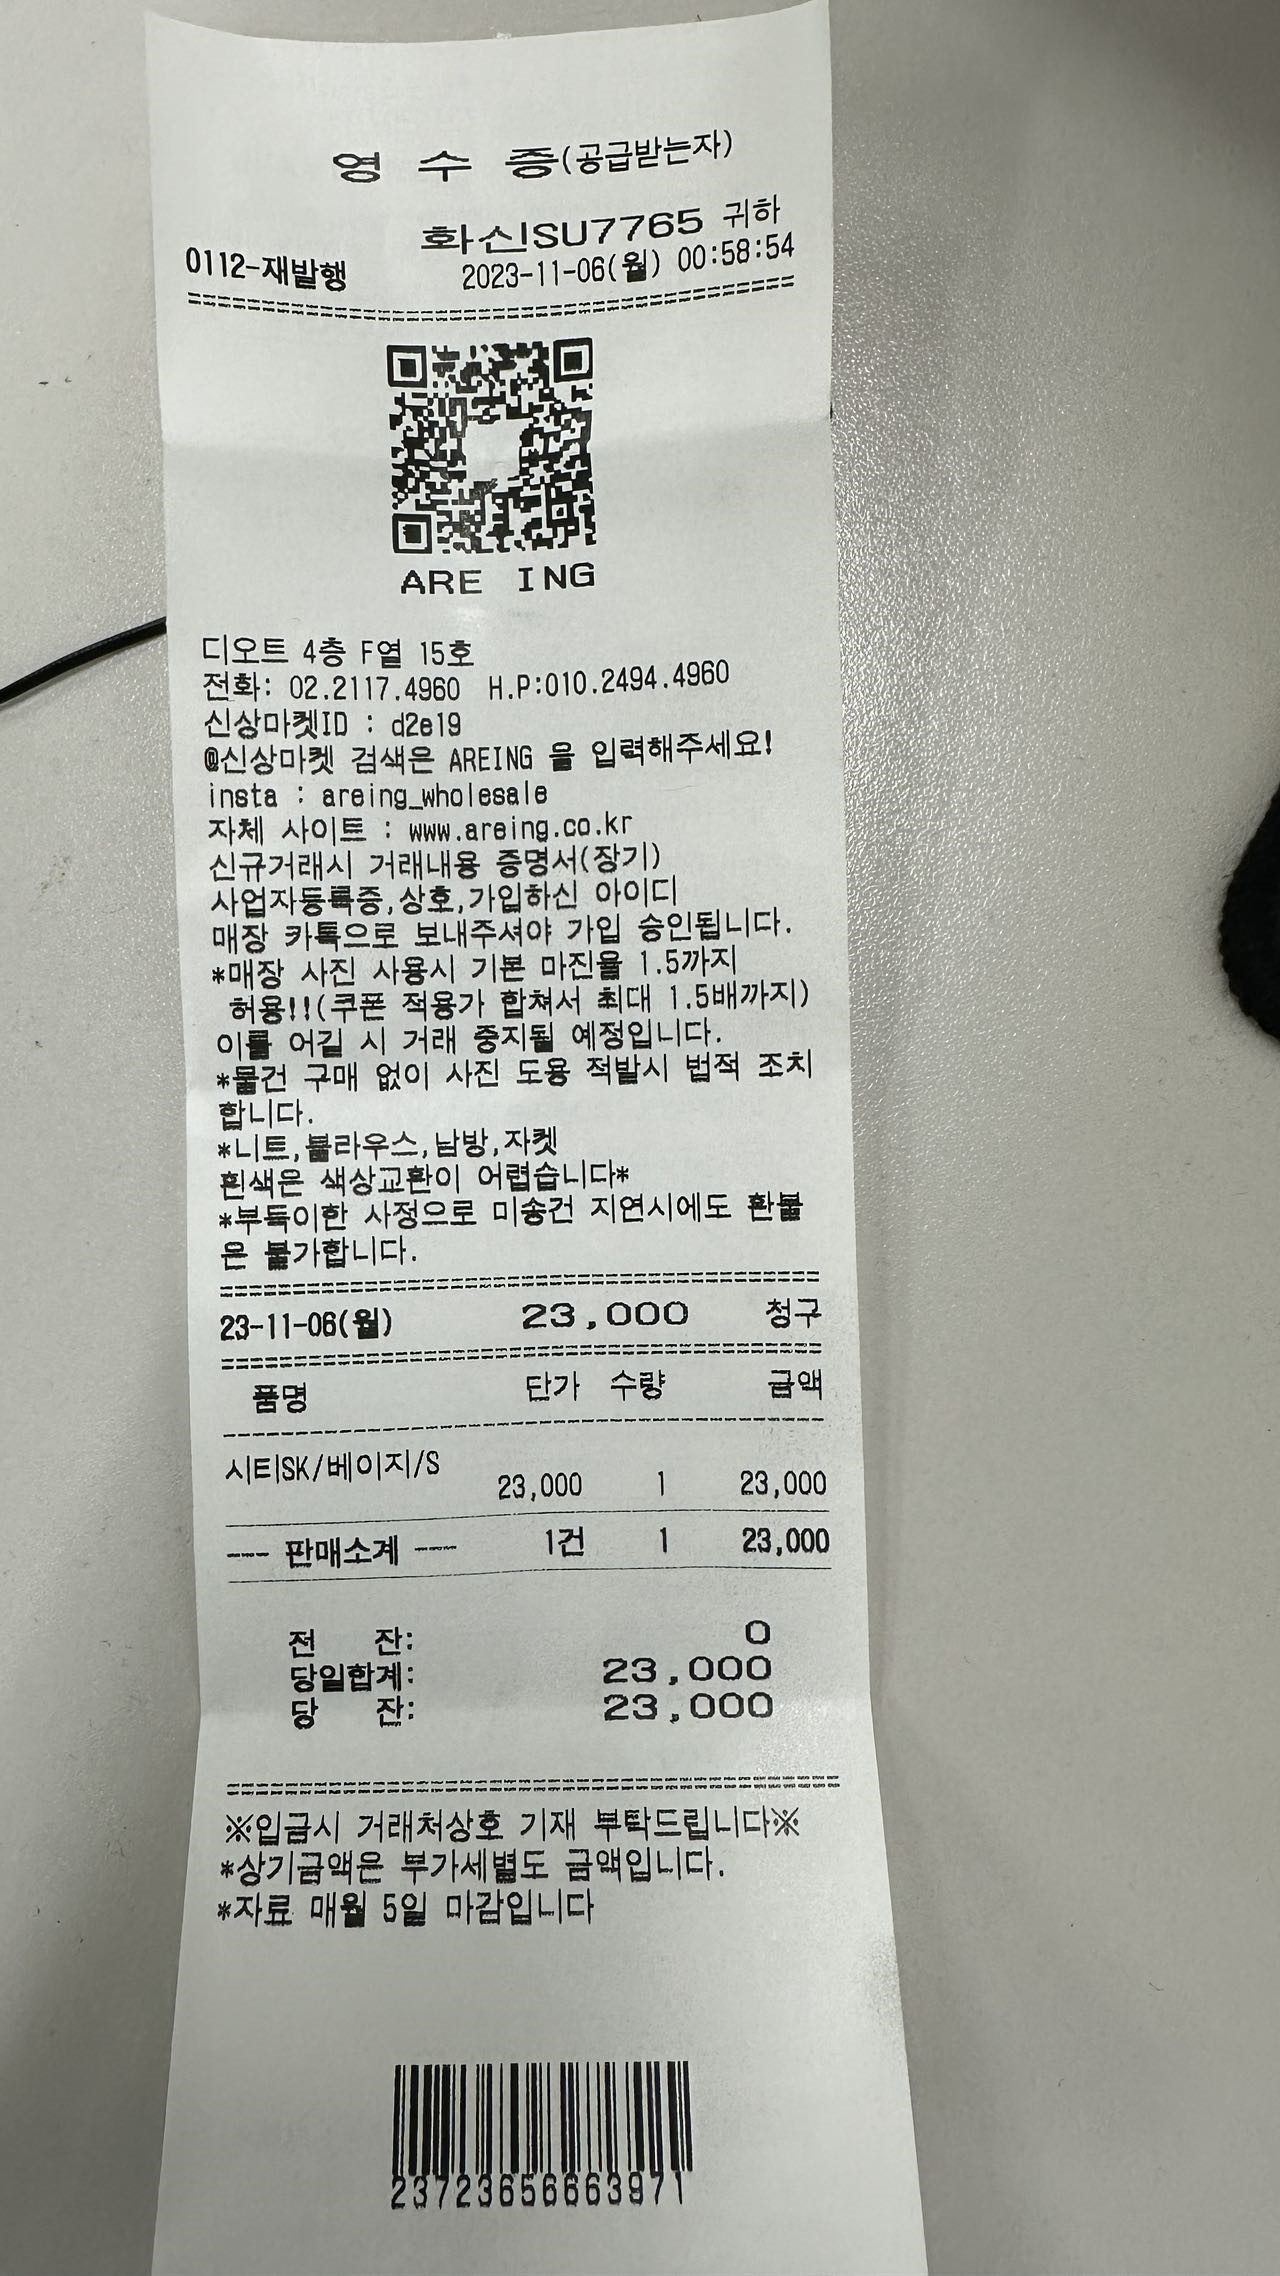 영 수 증(공급받는자)
화신SU7765 귀하
0112-재발행 2023-11-06(월) 00:58:54
==================================================
ARE ING
디오트 4층 F열 15호
전화: 02.2117.4960 H.P:010.2494.4960
신상마켓ID : d2e19
@신상마켓 검색은 AREING 을 입력해주세요!
insta : areing_wholesale
자체 사이트 : www.areing.co.kr
신규거래시 거래내용 증명서(장기)
사업자등록증,상호,가입하신 아이디
매장 카톡으로 보내주셔야 가입 승인됩니다.
*매장 사진 사용시 기본 마진율 1.5까지
허용!!(쿠폰 적용가 합쳐서 최대 1.5배까지)
이를 어길 시 거래 중지될 예정입니다.
*물건 구매 없이 사진 도용 적발시 법적 조치
합니다.
*니트,블라우스,남방,자켓
흰색은 색상교환이 어렵습니다*
*부득이한 사정으로 미송건 지연시에도 환불
은 불가합니다.
==================================================
23-11-06(월) 23,000 청구
==================================================
품명 단가 수량 금액
--------------------------------------------------
시티SK/베이지/S
23,000 1 23,000
--- 판매소계 --- 1건 1 23,000
전 잔: 0
당일합계: 23,000
당 잔: 23,000
==================================================
※입금시 거래처상호 기재 부탁드립니다※
*상기금액은 부가세별도 금액입니다.
*자료 매월 5일 마감입니다
23723656663971